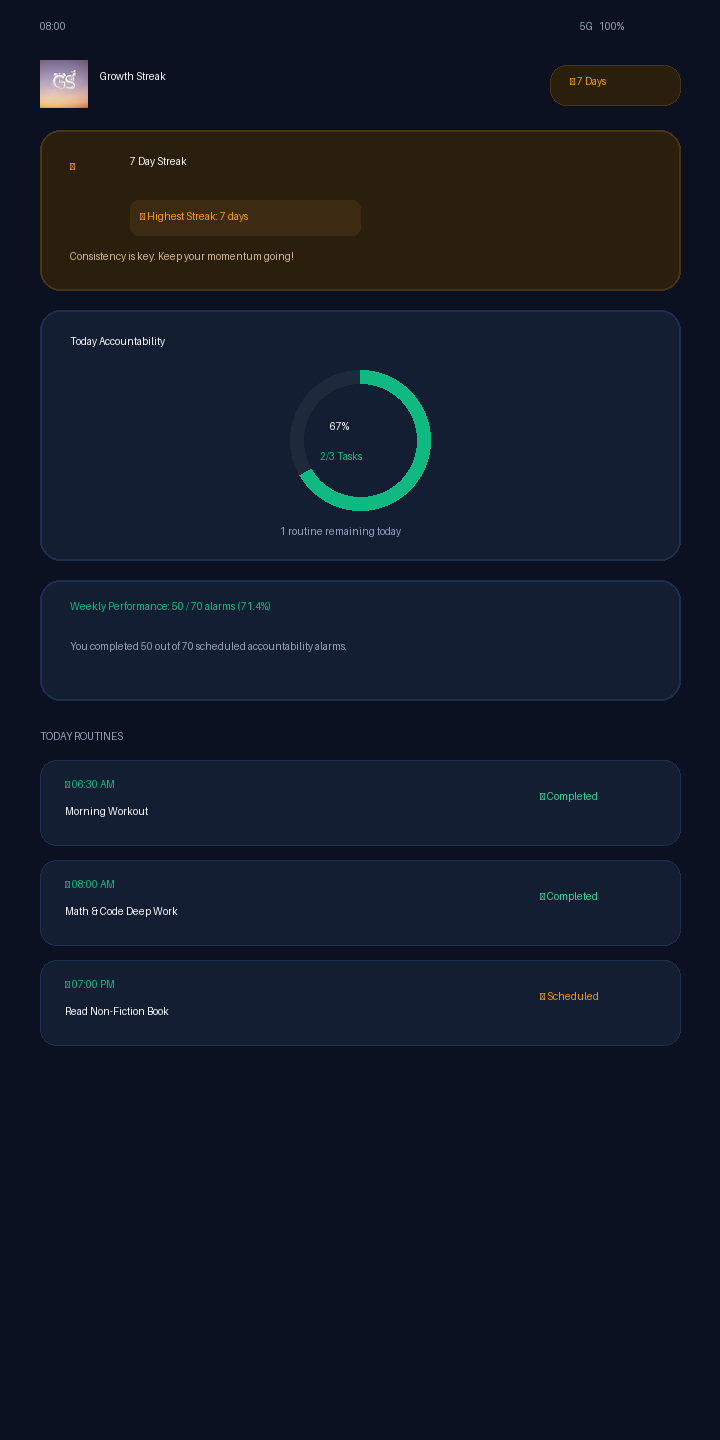 08:00
5G 100%
GS
Growth Streak
7 Days
7 Day Streak
Highest Streak: 7 days
Consistency is key. Keep your momentum going!
Today Accountability
67%
2/3 Tasks
1 routine remaining today
Weekly Performance: 50 / 70 alarms (71.4%)
You completed 50 out of 70 scheduled accountability alarms.
TODAY ROUTINES
06:30 AM
Completed
Morning Workout
08:00 AM
Completed
Math & Code Deep Work
07:00 PM
Scheduled
Read Non-Fiction Book